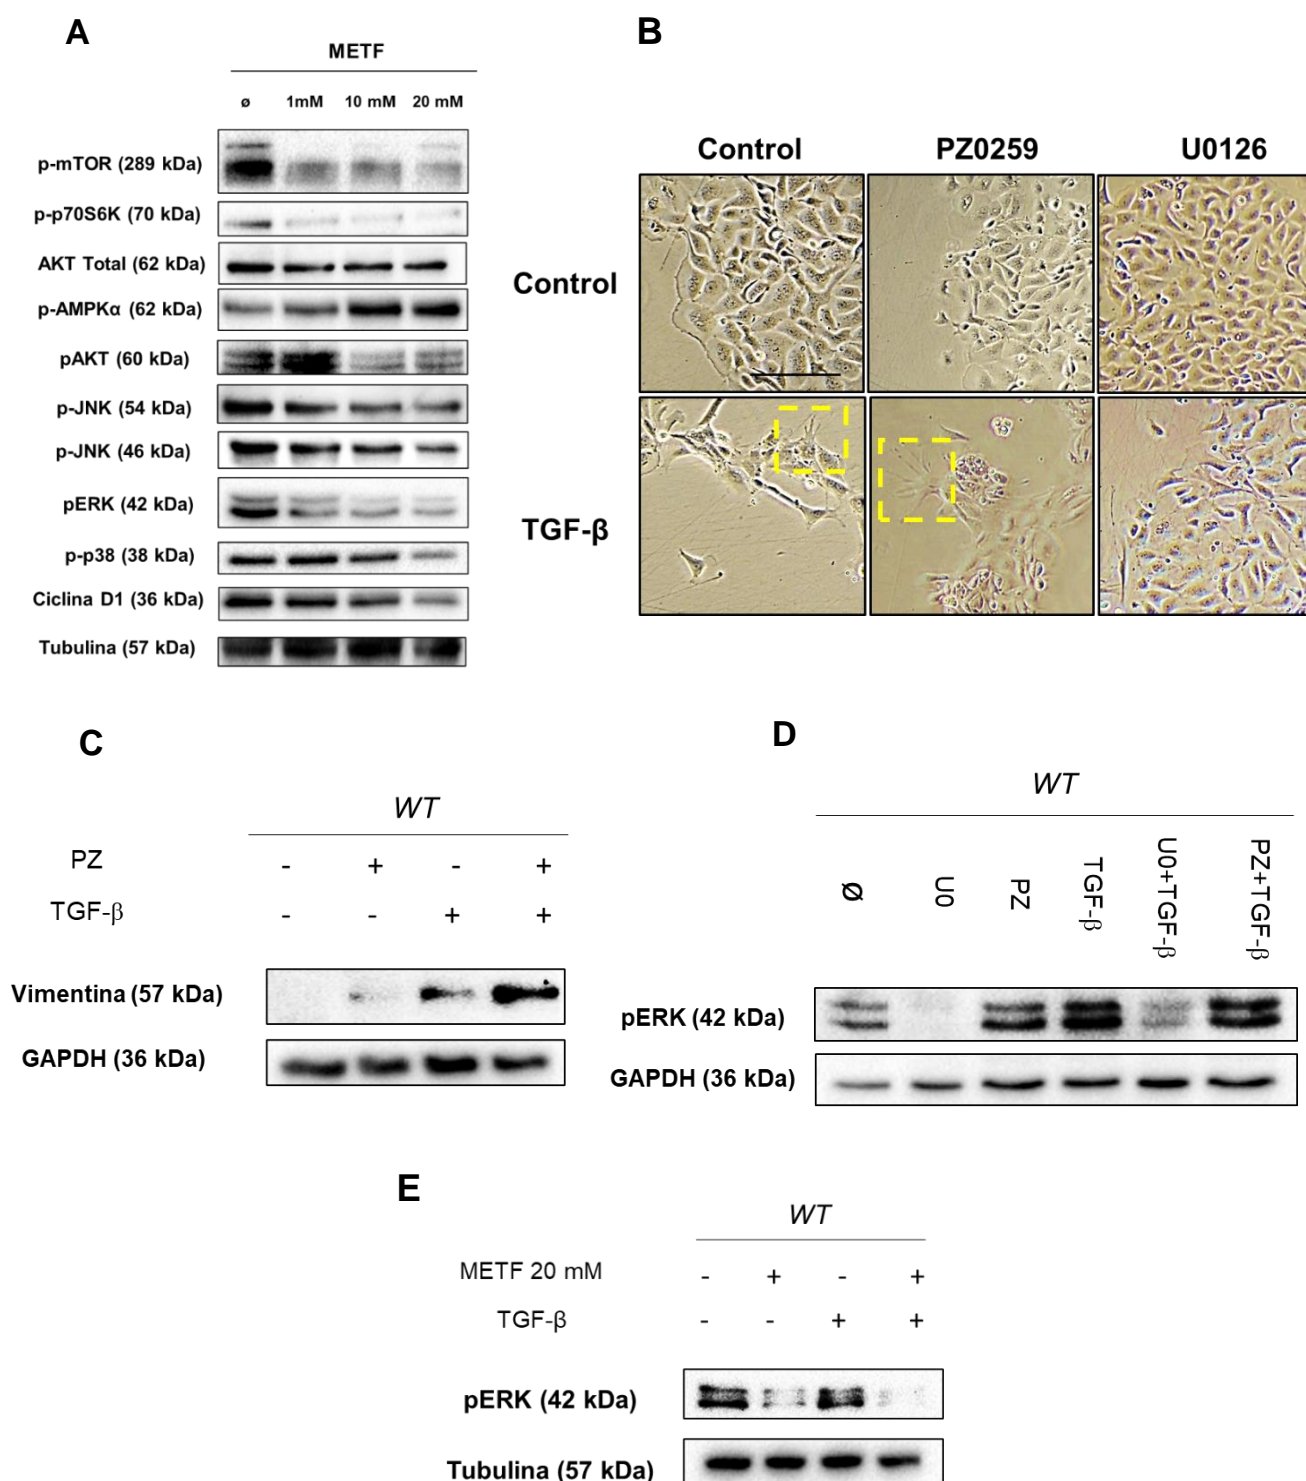 A
METF
ø 1mM 10 mM 20 mM
p-mTOR (289 kDa)
p-p70S6K (70 kDa)
AKT Total (62 kDa)
p-AMPKα (62 kDa)
pAKT (60 kDa)
p-JNK (54 kDa)
p-JNK (46 kDa)
pERK (42 kDa)
p-p38 (38 kDa)
Ciclina D1 (36 kDa)
Tubulina (57 kDa)
B
Control PZ0259 U0126
Control
TGF-β
C
WT
PZ - + - +
TGF-β - - + +
Vimentina (57 kDa)
GAPDH (36 kDa)
D
WT
Ø U0 PZ TGF-β U0+TGF-β PZ+TGF-β
pERK (42 kDa)
GAPDH (36 kDa)
E
WT
METF 20 mM - + - +
TGF-β - - + +
pERK (42 kDa)
Tubulina (57 kDa)